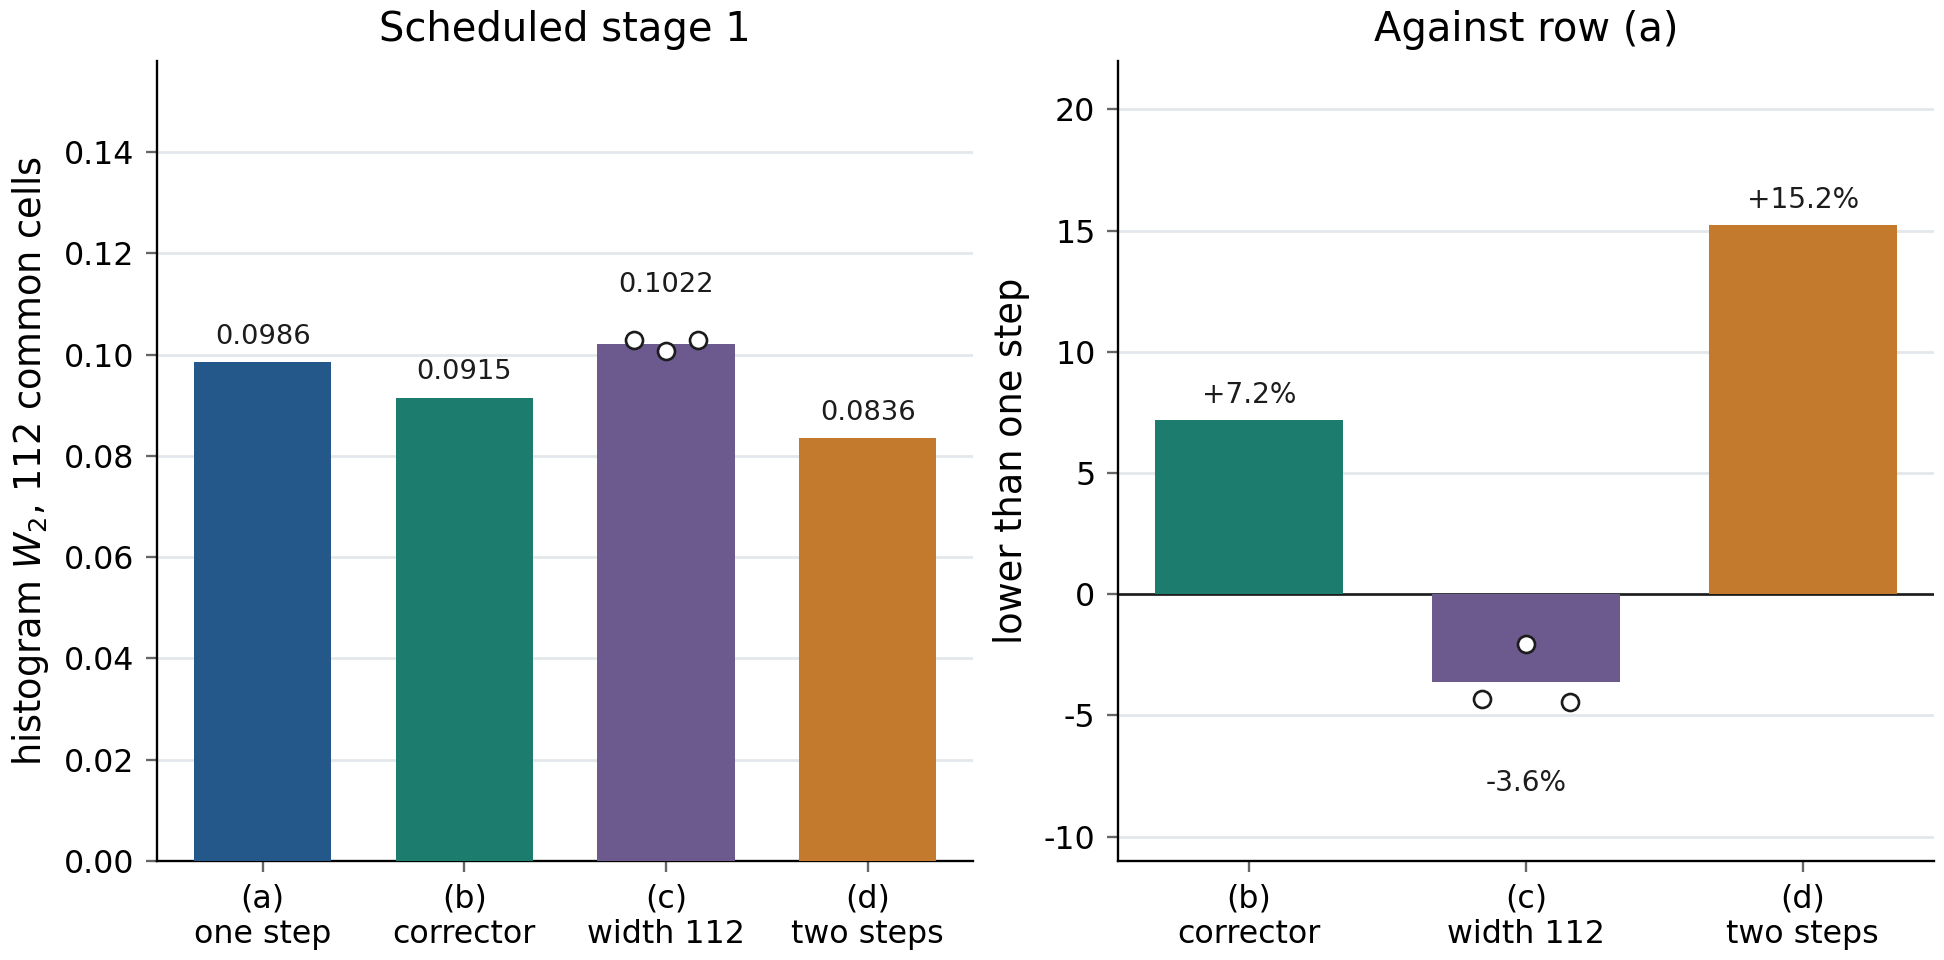 Scheduled stage 1
histogram W₂, 112 common cells
0.14
0.12
0.10
0.08
0.06
0.04
0.02
0.00
0.0986
0.0915
0.1022
0.0836
(a)
one step
(b)
corrector
(c)
width 112
(d)
two steps
Against row (a)
lower than one step
20
15
10
5
0
-5
-10
+7.2%
-3.6%
+15.2%
(b)
corrector
(c)
width 112
(d)
two steps